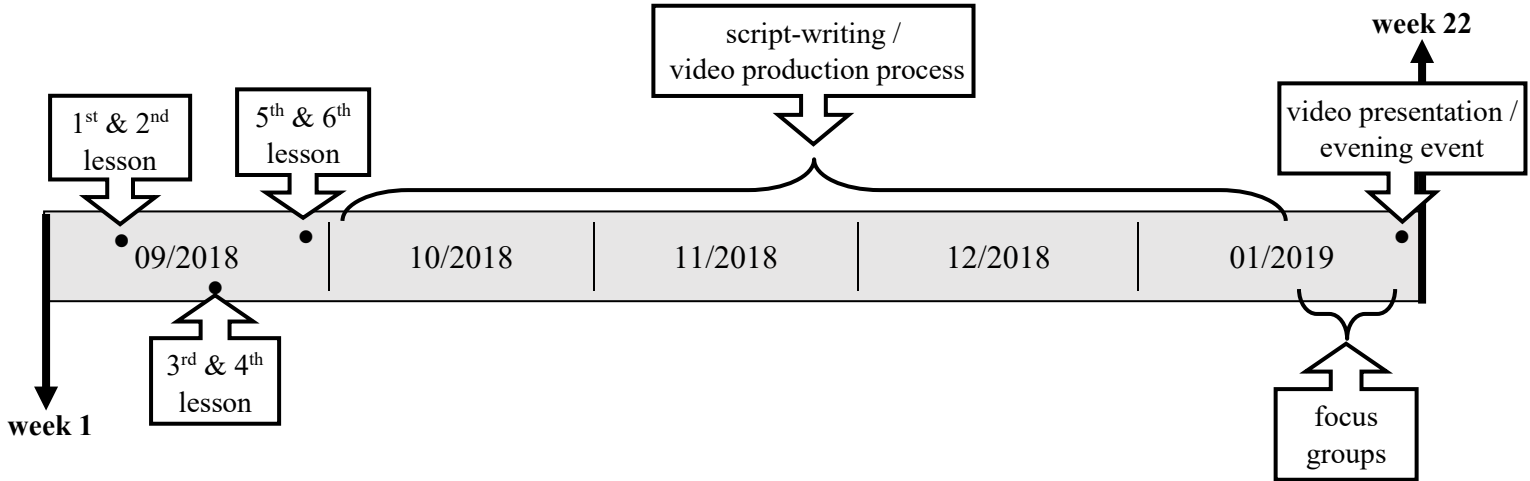 script-writing /
video production process
week 22
1st & 2nd
lesson
5th & 6th
lesson
video presentation /
evening event
09/2018
10/2018
11/2018
12/2018
01/2019
3rd & 4th
lesson
week 1
focus
groups